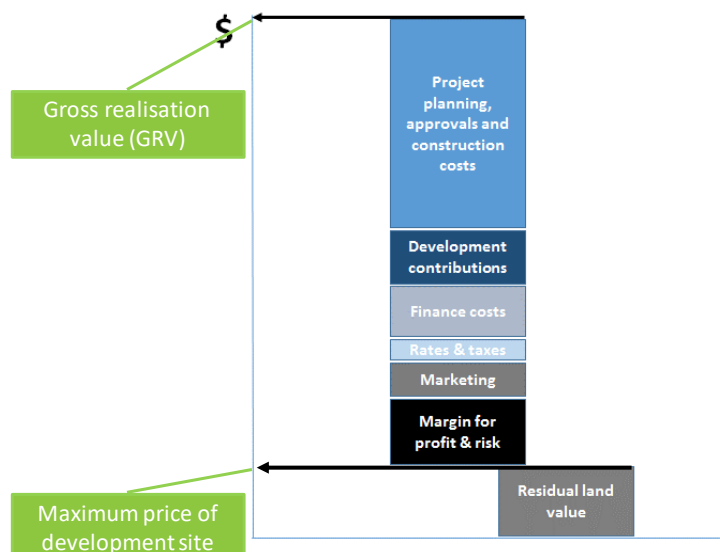 $
Gross realisation
value (GRV)
Project
planning,
approvals and
construction
costs
Development
contributions
Finance costs
Rates & taxes
Marketing
Margin for
profit & risk
Residual land
value
Maximum price of
development site